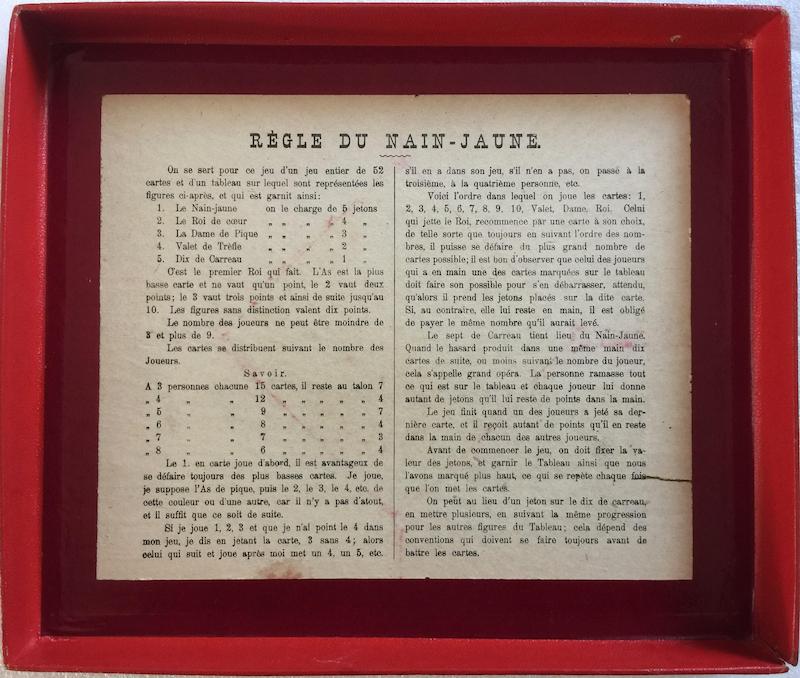 RÈGLE DU NAIN-JAUNE.
On se sert pour ce jeu d'un jeu entier de 52
cartes et d'un tableau sur lequel sont représentées les
figures ci-après, et qui est garnit ainsi:
1. Le Nain-jaune on le charge de 5 jetons
2. Le Roi de cœur „ „ „ „ 4 „
3. La Dame de Pique „ „ „ „ 3 „
4. Valet de Trèfle „ „ „ „ 2 „
5. Dix de Carreau „ „ „ „ 1 „
C'est le premier Roi qui fait. L'As est la plus
basse carte et ne vaut qu'un point, le 2 vaut deux
points; le 3 vaut trois points et ainsi de suite jusqu'au
10. Les figures sans distinction valent dix points.
Le nombre des joueurs ne peut être moindre de
3 et plus de 9.
Les cartes se distribuent suivant le nombre des
Joueurs.
Savoir.
A 3 personnes chacune 15 cartes, il reste au talon 7
„ 4 „ „ 12 „ „ „ „ „ 4
„ 5 „ „ 9 „ „ „ „ „ 7
„ 6 „ „ 8 „ „ „ „ „ 4
„ 7 „ „ 7 „ „ „ „ „ 3
„ 8 „ „ 6 „ „ „ „ „ 4
Le 1. en carte joue d'abord, il est avantageux de
se défaire toujours des plus basses cartes. Je joue,
je suppose l'As de pique, puis le 2, le 3, le 4, etc. de
cette couleur ou d'une autre, car il n'y a pas d'atout,
et il suffit que ce soit de suite.
Si je joue 1, 2, 3 et que je n'ai point le 4 dans
mon jeu, je dis en jetant la carte, 3 sans 4; alors
celui qui suit et joue après moi met un 4, un 5, etc.
s'il en a dans son jeu, s'il n'en a pas, on passé à la
troisième, à la quatrième personne, etc.
Voici l'ordre dans lequel on joue les cartes: 1,
2, 3, 4, 5, 6, 7, 8, 9. 10, Valet, Dame, Roi. Celui
qui jette le Roi, recommence par une carte à son choix,
de telle sorte que toujours en suivant l'ordre des nom-
bres, il puisse se défaire du plus grand nombre de
cartes possible; il est bon d'observer que celui des joueurs
qui a en main une des cartes marquées sur le tableau
doit faire son possible pour s'en débarrasser, attendu,
qu'alors il prend les jetons placés sur la dite carte.
Si, au contraire, elle lui reste en main, il est obligé
de payer le même nombre qu'il aurait levé.
Le sept de Carreau tient lieu du Nain-Jaune.
Quand le hasard produit dans une même main dix
cartes de suite, ou moins suivant le nombre du joueur,
cela s'appelle grand opéra. La personne ramasse tout
ce qui est sur le tableau et chaque joueur lui donne
autant de jetons qu'il lui reste de points dans la main.
Le jeu finit quand un des joueurs a jeté sa der-
nière carte, et il reçoit autant de points qu'il en reste
dans la main de chacun des autres joueurs.
Avant de commencer le jeu, on doit fixer la va-
leur des jetons, et garnir le Tableau ainsi que nous
l'avons marqué plus haut, ce qui se repète chaque fois
que l'on met les cartes.
On peut au lieu d'un jeton sur le dix de carreau,
en mettre plusieurs, en suivant la même progression
pour les autres figures du Tableau; cela dépend des
conventions qui doivent se faire toujours avant de
battre les cartes.